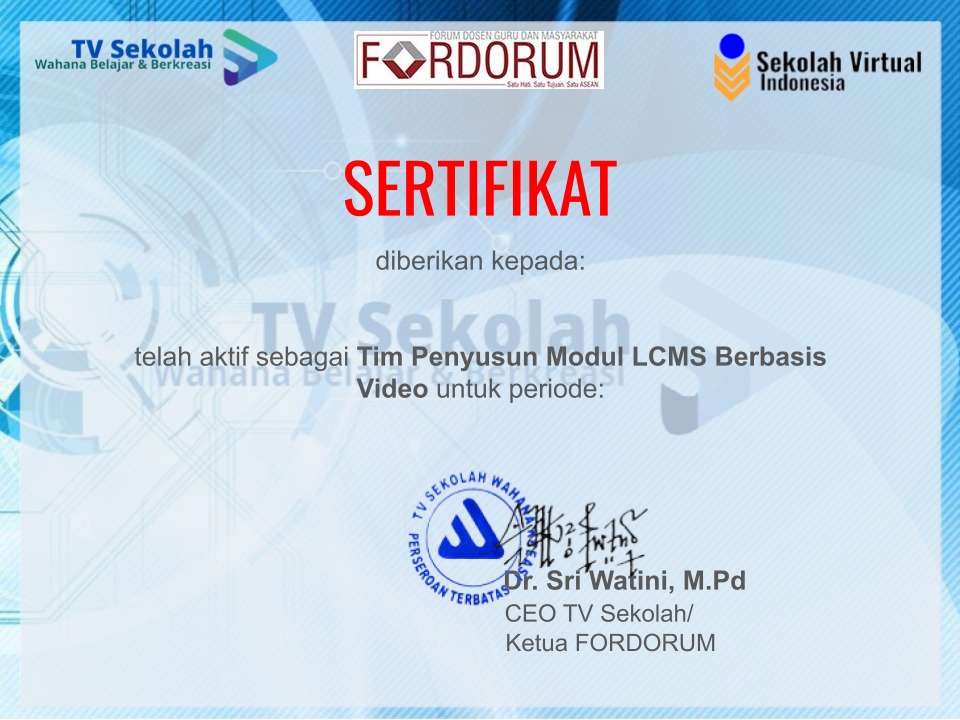 TV Sekolah
Wahana Belajar & Berkreasi
FORUM DOSEN GURU DAN MASYARAKAT
FORDORUM
Satu Hati. Satu Tujuan. Satu ASEAN
Sekolah Virtual
Indonesia
SERTIFIKAT
diberikan kepada:
TV Sekolah
telah aktif sebagai Tim Penyusun Modul LCMS Berbasis
Wahana Belajar & Berkreasi
Video untuk periode:
TV SEKOLAH WAHANA
PERSEROAN TERBATAS
Dr. Sri Watini, M.Pd
CEO TV Sekolah/
Ketua FORDORUM